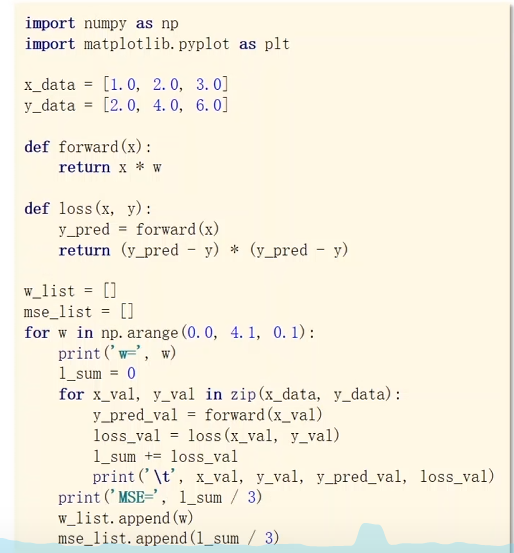 import numpy as np
import matplotlib.pyplot as plt

x_data = [1.0, 2.0, 3.0]
y_data = [2.0, 4.0, 6.0]

def forward(x):
    return x * w

def loss(x, y):
    y_pred = forward(x)
    return (y_pred - y) * (y_pred - y)

w_list = []
mse_list = []
for w in np.arange(0.0, 4.1, 0.1):
    print('w=', w)
    l_sum = 0
    for x_val, y_val in zip(x_data, y_data):
        y_pred_val = forward(x_val)
        loss_val = loss(x_val, y_val)
        l_sum += loss_val
        print('\t', x_val, y_val, y_pred_val, loss_val)
    print('MSE=', l_sum / 3)
    w_list.append(w)
    mse_list.append(l_sum / 3)